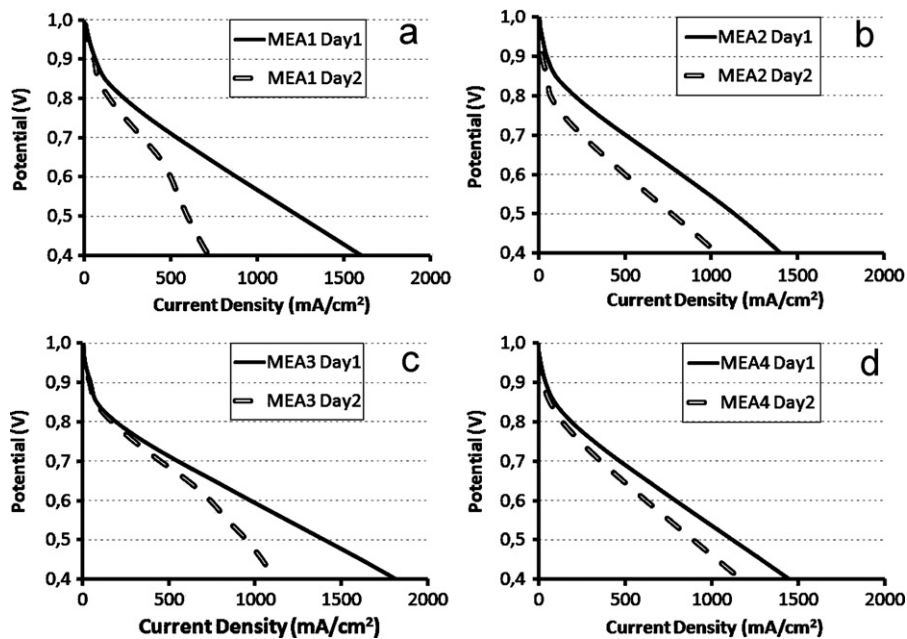 a
MEA1 Day1
MEA1 Day2
Potential (V)
1,0
0,9
0,8
0,7
0,6
0,5
0,4
0 500 1000 1500 2000
Current Density (mA/cm²)
b
MEA2 Day1
MEA2 Day2
Potential (V)
1,0
0,9
0,8
0,7
0,6
0,5
0,4
0 500 1000 1500 2000
Current Density (mA/cm²)
c
MEA3 Day1
MEA3 Day2
Potential (V)
1,0
0,9
0,8
0,7
0,6
0,5
0,4
0 500 1000 1500 2000
Current Density (mA/cm²)
d
MEA4 Day1
MEA4 Day2
Potential (V)
1,0
0,9
0,8
0,7
0,6
0,5
0,4
0 500 1000 1500 2000
Current Density (mA/cm²)